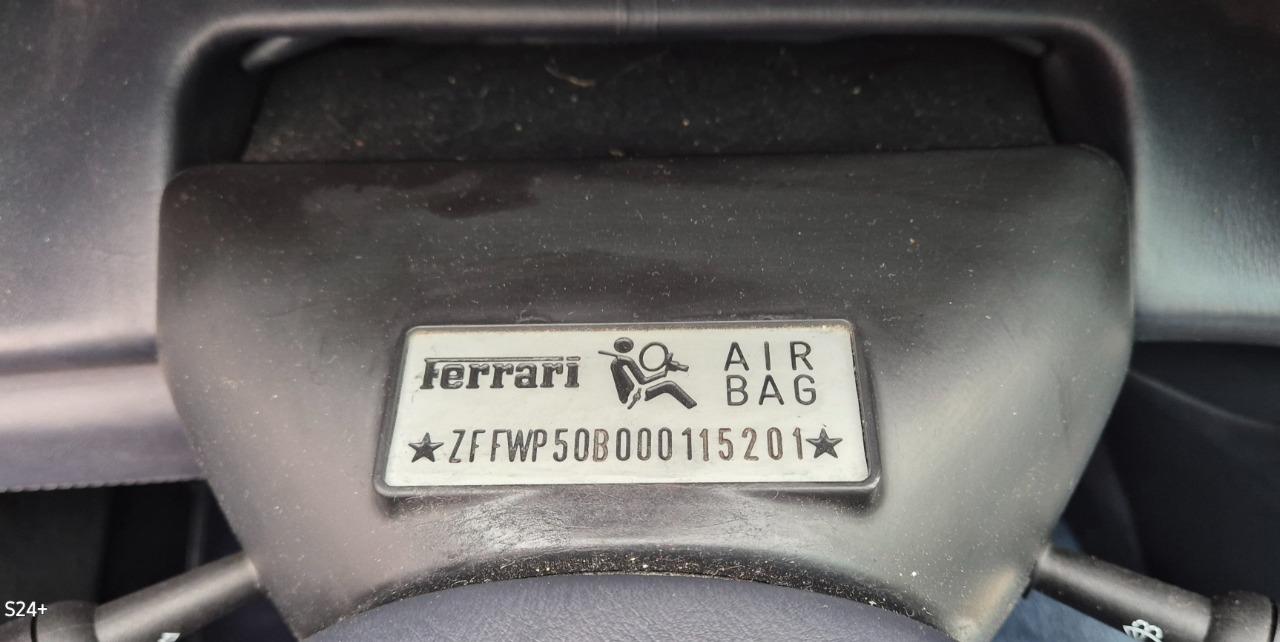 Ferrari AIR
BAG
★ZFFWP50B000115201★
S24+